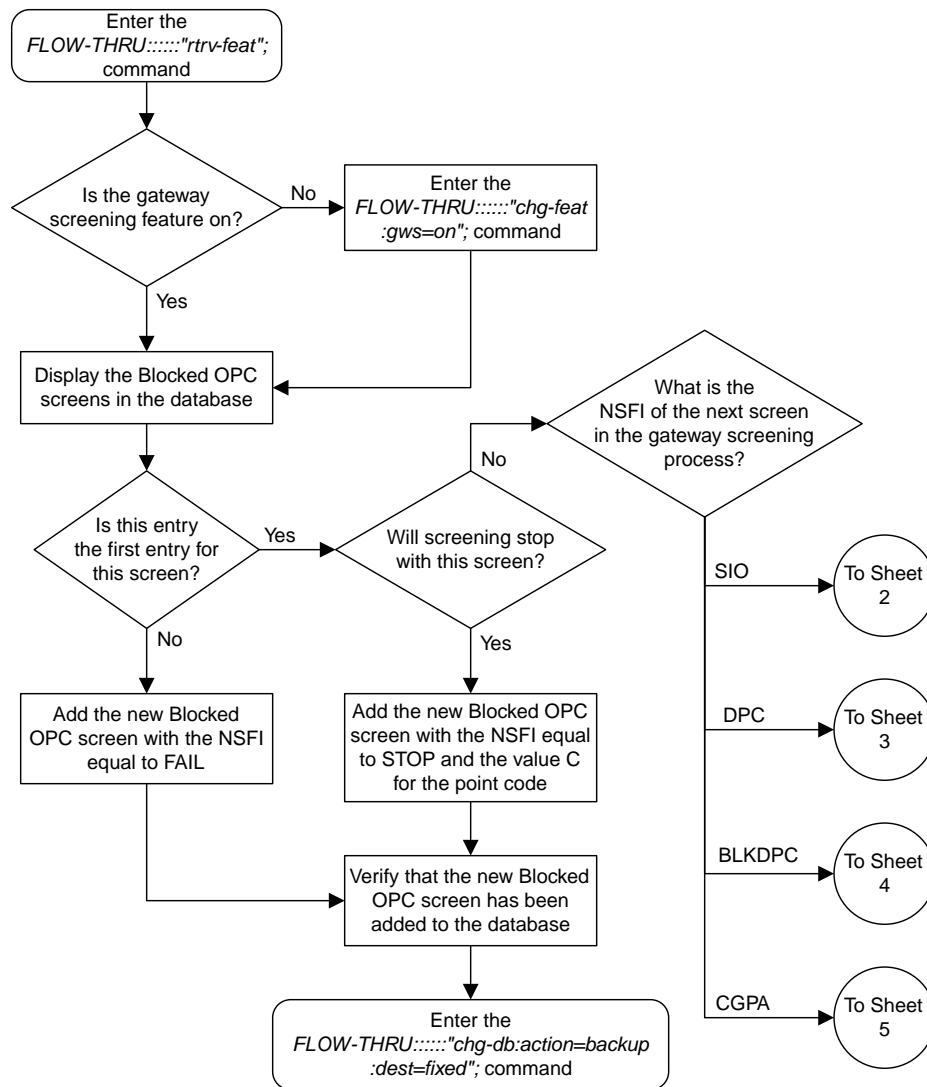 Enter the
FLOW-THRU::::::"rtrv-feat";
command
Is the gateway
screening feature on?
No
Enter the
FLOW-THRU::::::"chg-feat
:gws=on"; command
Yes
Display the Blocked OPC
screens in the database
What is the
NSFI of the next screen
in the gateway screening
process?
No
Is this entry
the first entry for
this screen?
Yes
Will screening stop
with this screen?
SIO
To Sheet
2
No
Yes
Add the new Blocked
OPC screen with the NSFI
equal to FAIL
Add the new Blocked OPC
screen with the NSFI equal
to STOP and the value C
for the point code
DPC
To Sheet
3
BLKDPC
To Sheet
4
Verify that the new Blocked
OPC screen has been
added to the database
CGPA
To Sheet
5
Enter the
FLOW-THRU::::::"chg-db:action=backup
:dest=fixed"; command